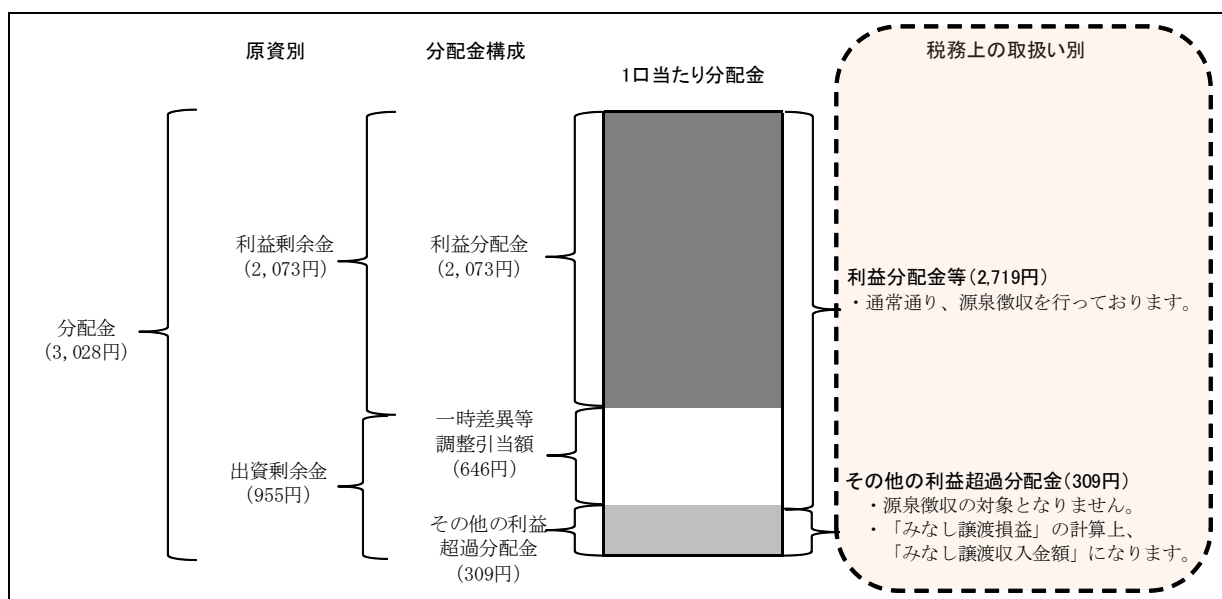 原資別
分配金構成
1口当たり分配金
税務上の取扱い別
分配金
(3,028円)
利益剰余金
(2,073円)
出資剰余金
(955円)
利益分配金
(2,073円)
一時差異等
調整引当額
(646円)
その他の利益
超過分配金
(309円)
利益分配金等(2,719円)
・通常通り、源泉徴収を行っております。
その他の利益超過分配金(309円)
・源泉徴収の対象となりません。
・「みなし譲渡損益」の計算上、
「みなし譲渡収入金額」になります。